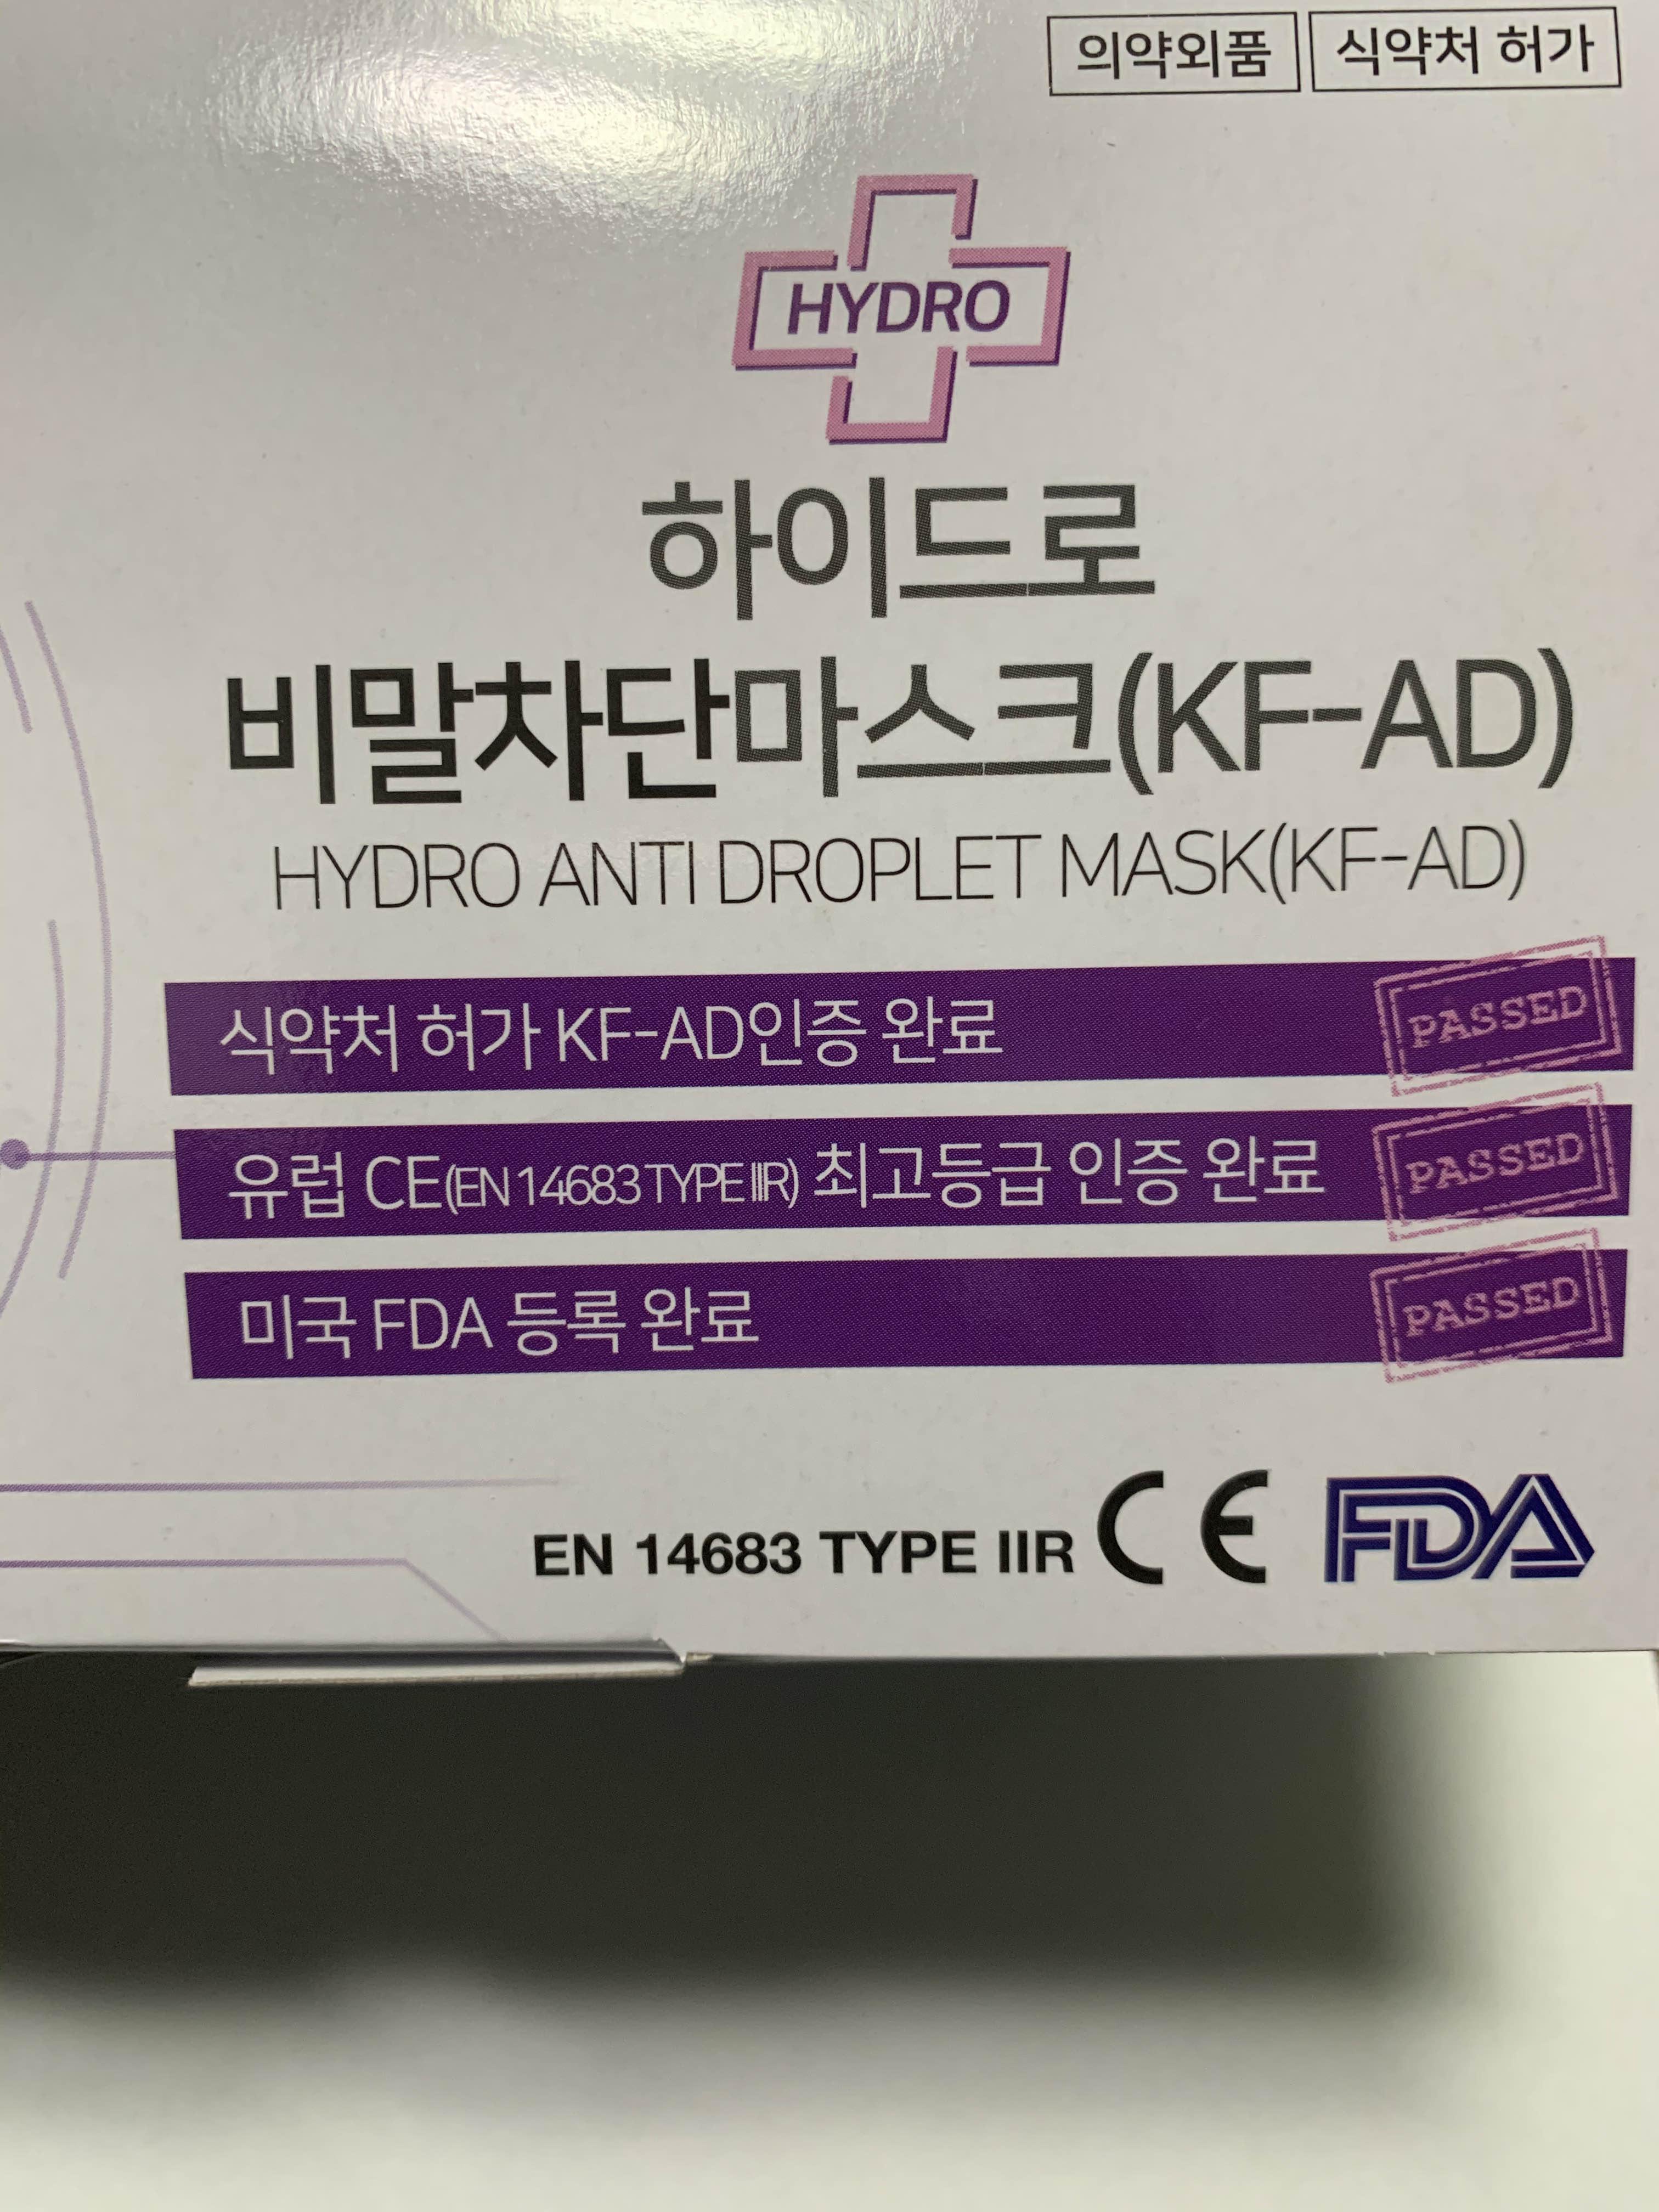 의약외품 식약처 허가
HYDRO
하이드로
비말차단마스크(KF-AD)
HYDRO ANTI DROPLET MASK(KF-AD)
식약처 허가 KF-AD인증 완료 PASSED
유럽 CE(EN 14683 TYPE IIR) 최고등급 인증 완료 PASSED
미국 FDA 등록 완료 PASSED
EN 14683 TYPE IIR CE FDA